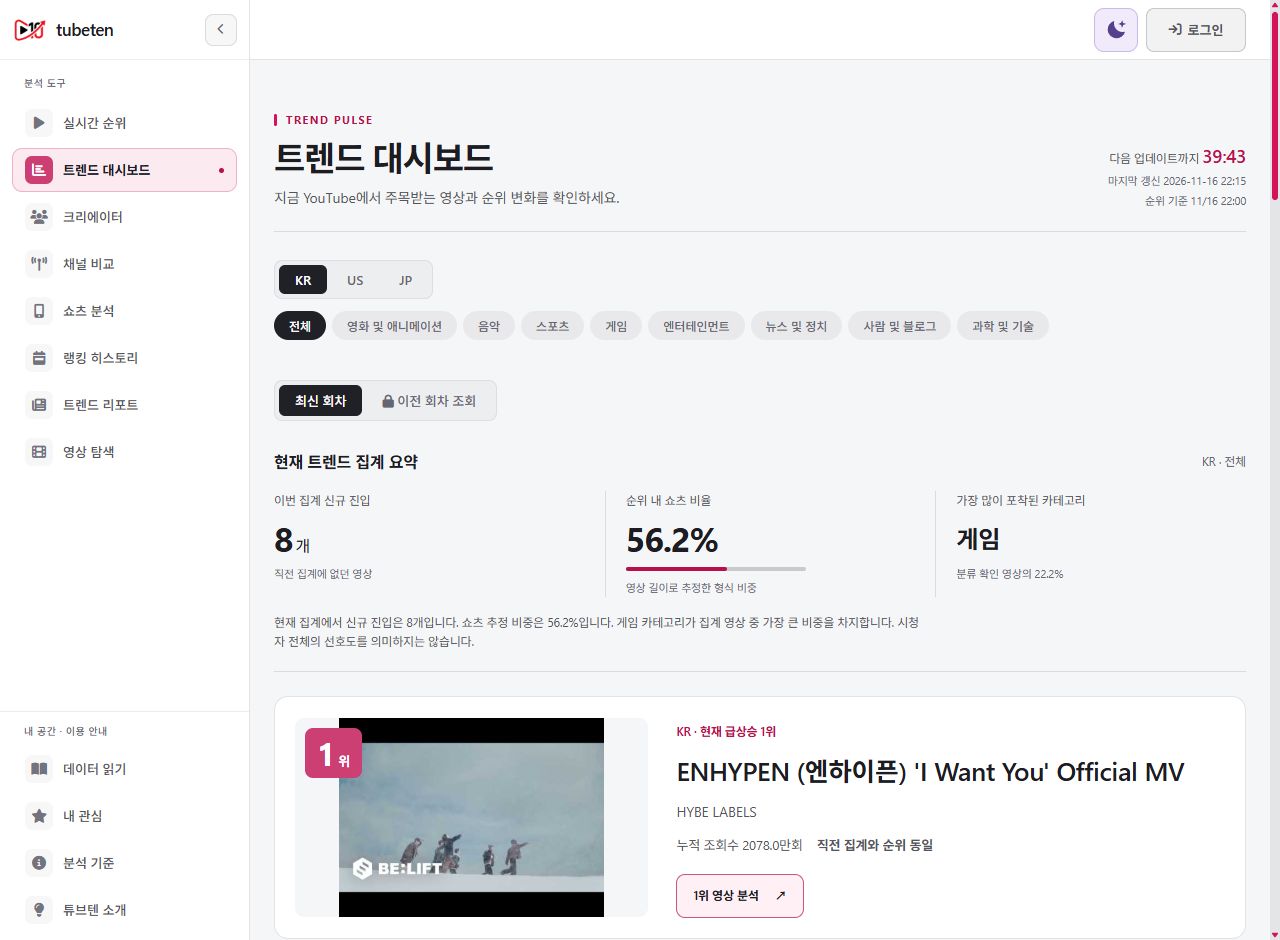 tubeten
분석 도구
실시간 순위
트렌드 대시보드
크리에이터
채널 비교
쇼츠 분석
랭킹 히스토리
트렌드 리포트
영상 탐색
내 공간 · 이용 안내
데이터 읽기
내 관심
분석 기준
튜브텐 소개
로그인
TREND PULSE
트렌드 대시보드
지금 YouTube에서 주목받는 영상과 순위 변화를 확인하세요.
다음 업데이트까지 39:43
마지막 갱신 2026-11-16 22:15
순위 기준 11/16 22:00
KR US JP
전체 영화 및 애니메이션 음악 스포츠 게임 엔터테인먼트 뉴스 및 정치 사람 및 블로그 과학 및 기술
최신 회차 이전 회차 조회
현재 트렌드 집계 요약
KR · 전체
이번 집계 신규 진입
8개
직전 집계에 없던 영상
순위 내 쇼츠 비율
56.2%
영상 길이로 추정한 형식 비중
가장 많이 포착된 카테고리
게임
분류 확인 영상의 22.2%
현재 집계에서 신규 진입은 8개입니다. 쇼츠 추정 비중은 56.2%입니다. 게임 카테고리가 집계 영상 중 가장 큰 비중을 차지합니다. 시청
자 전체의 선호도를 의미하지는 않습니다.
1 위
BE:LIFT
KR · 현재 급상승 1위
ENHYPEN (엔하이픈) 'I Want You' Official MV
HYBE LABELS
누적 조회수 2078.0만회 직전 집계와 순위 동일
1위 영상 분석 ↗